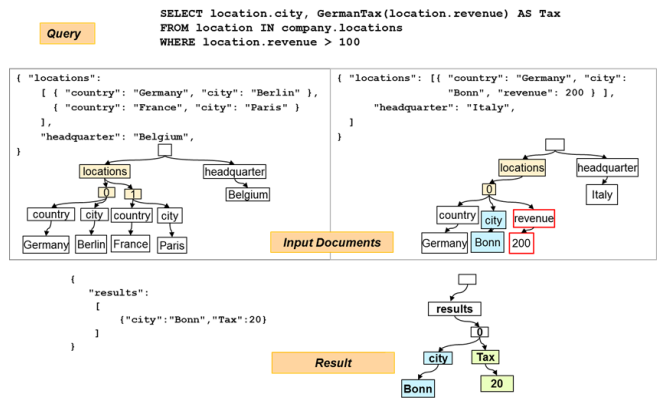 Query
SELECT location.city, GermanTax(location.revenue) AS Tax
FROM location IN company.locations
WHERE location.revenue > 100
{ "locations":
[ { "country": "Germany", "city": "Berlin" },
{ "country": "France", "city": "Paris" }
],
"headquarter": "Belgium",
}
locations
headquarter
0
1
Belgium
country
city
country
city
Germany
Berlin
France
Paris
{ "locations": [{ "country": "Germany", "city":
"Bonn", "revenue": 200 } ],
"headquarter": "Italy",
]
}
locations
headquarter
0
Italy
country
city
revenue
Germany
Bonn
200
Input Documents
{
"results":
[
{"city":"Bonn","Tax":20}
]
}
results
0
city
Tax
Bonn
20
Result